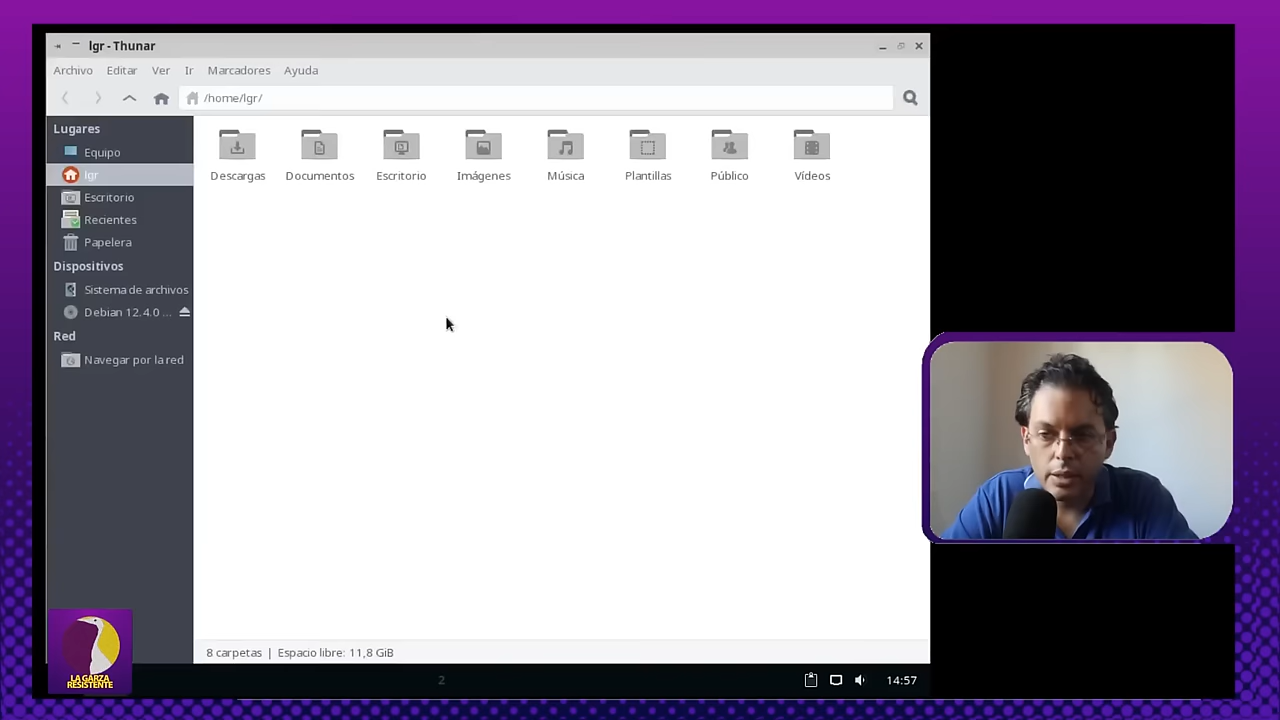 lgr - Thunar
Archivo Editar Ver Ir Marcadores Ayuda
/home/lgr/
Lugares
Equipo
lgr
Escritorio
Recientes
Papelera
Dispositivos
Sistema de archivos
Debian 12.4.0 ...
Red
Navegar por la red
Descargas Documentos Escritorio Imágenes Música Plantillas Público Vídeos
8 carpetas | Espacio libre: 11,8 GiB
LA GARZA
RESISTENTE
2
14:57